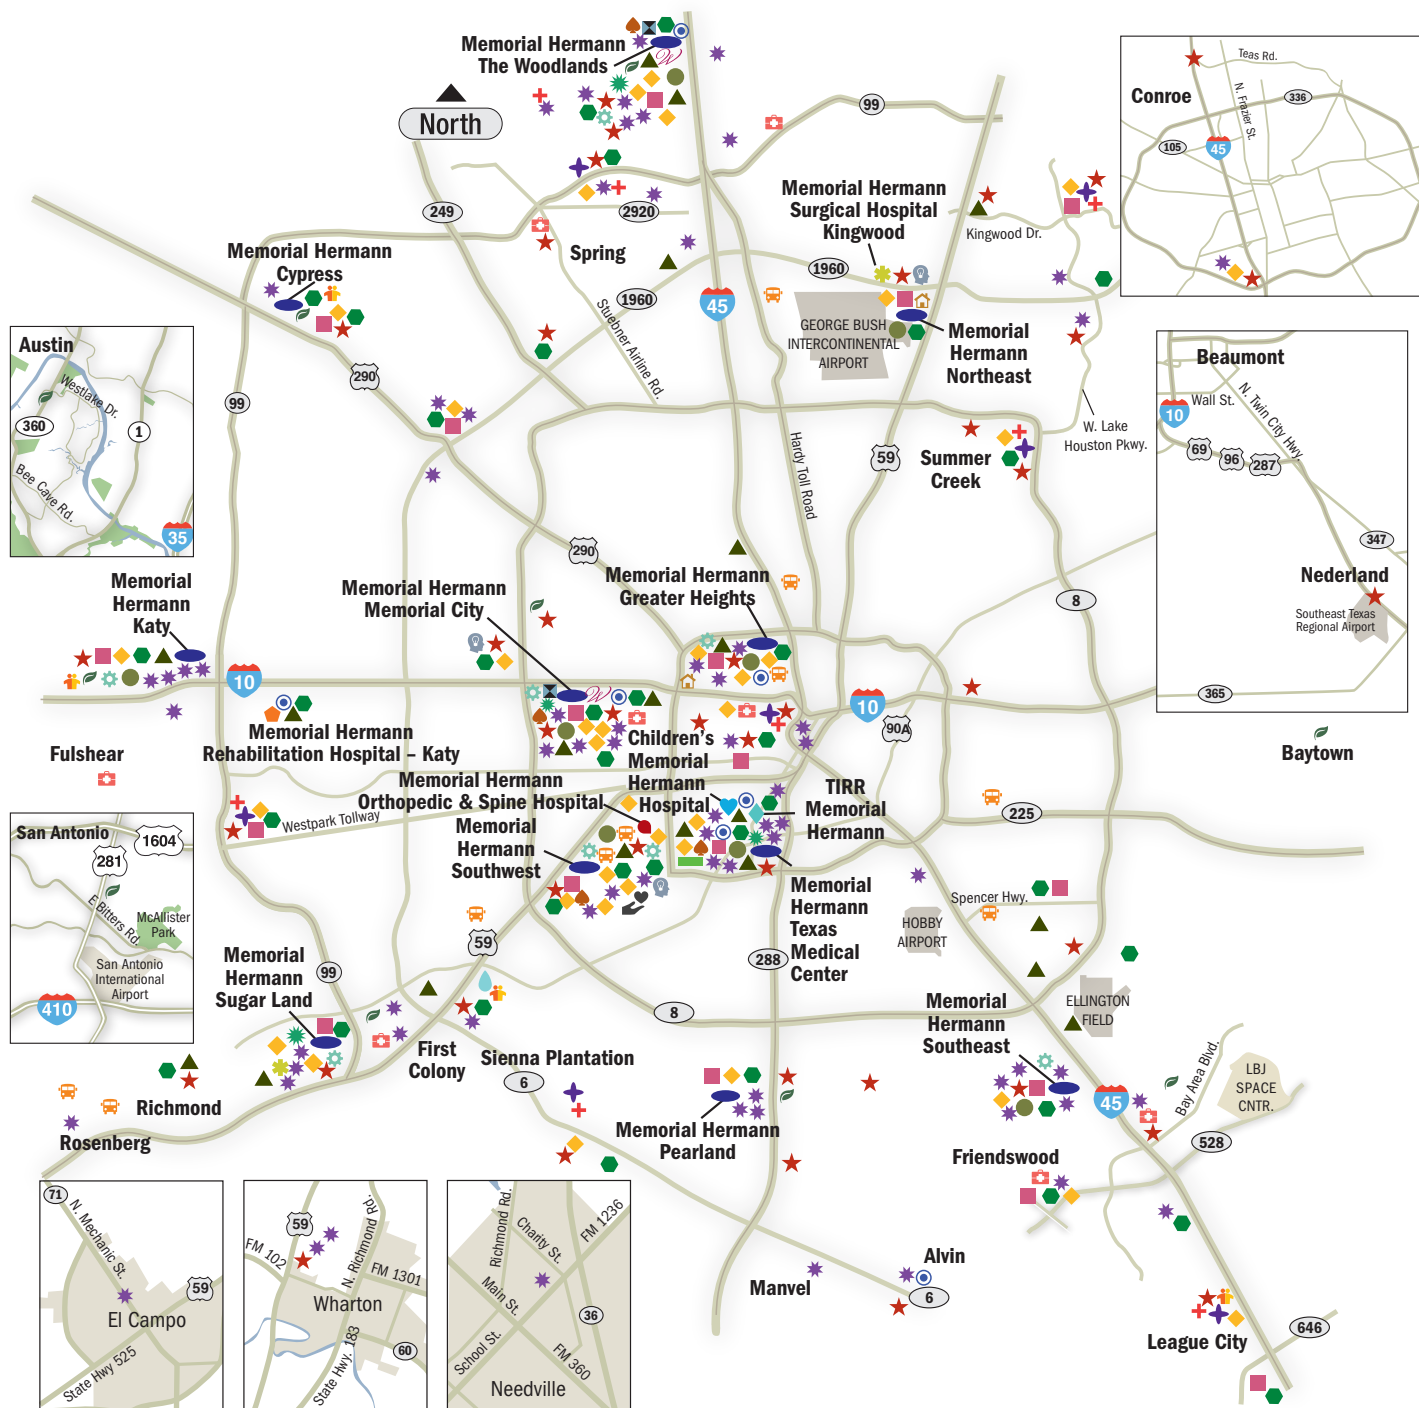 Memorial Hermann
The Woodlands
North
99
249
2920
Spring
1960
1960
45
Stuebner Airline Rd.
Hardy Toll Road
Memorial Hermann
Surgical Hospital
Kingwood
Kingwood Dr.
GEORGE BUSH
INTERCONTINENTAL
AIRPORT
Memorial
Hermann
Northeast
W. Lake
Houston Pkwy.
Conroe
Teas Rd.
N. Frazier St.
336
105
45
Memorial Hermann
Cypress
290
99
Austin
Westlake Dr.
360
1
Bee Cave Rd.
35
Beaumont
Wall St.
10
N. Twin City Hwy.
69
96
287
347
Nederland
Southeast Texas
Regional Airport
365
Baytown
59
Summer
Creek
8
290
Memorial
Hermann
Katy
Memorial Hermann
Memorial City
Memorial Hermann
Greater Heights
10
10
90A
Memorial Hermann
Rehabilitation Hospital – Katy
Fulshear
Children's
Memorial
Hermann
Hospital
Memorial Hermann
Orthopedic & Spine Hospital
TIRR
Memorial
Hermann
Westpark Tollway
Memorial
Hermann
Southwest
225
San Antonio
1604
281
E Bitters Rd.
McAllister
Park
San Antonio
International
Airport
410
Memorial
Hermann
Texas
Medical
Center
Spencer Hwy.
HOBBY
AIRPORT
59
288
Memorial
Hermann
Sugar Land
99
8
ELLINGTON
FIELD
Memorial
Hermann
Southeast
First
Colony
Sienna Plantation
6
Richmond
Rosenberg
Memorial Hermann
Pearland
45
Bay Area Blvd.
LBJ
SPACE
CNTR.
528
Friendswood
Manvel
Alvin
6
League City
646
71
N. Mechanic St.
59
El Campo
State Hwy 525
59
FM 102
N. Richmond Rd.
FM 1301
Wharton
State Hwy. 183
60
Richmond Rd.
Charity St.
FM 1236
Main St.
36
School St.
FM 360
Needville